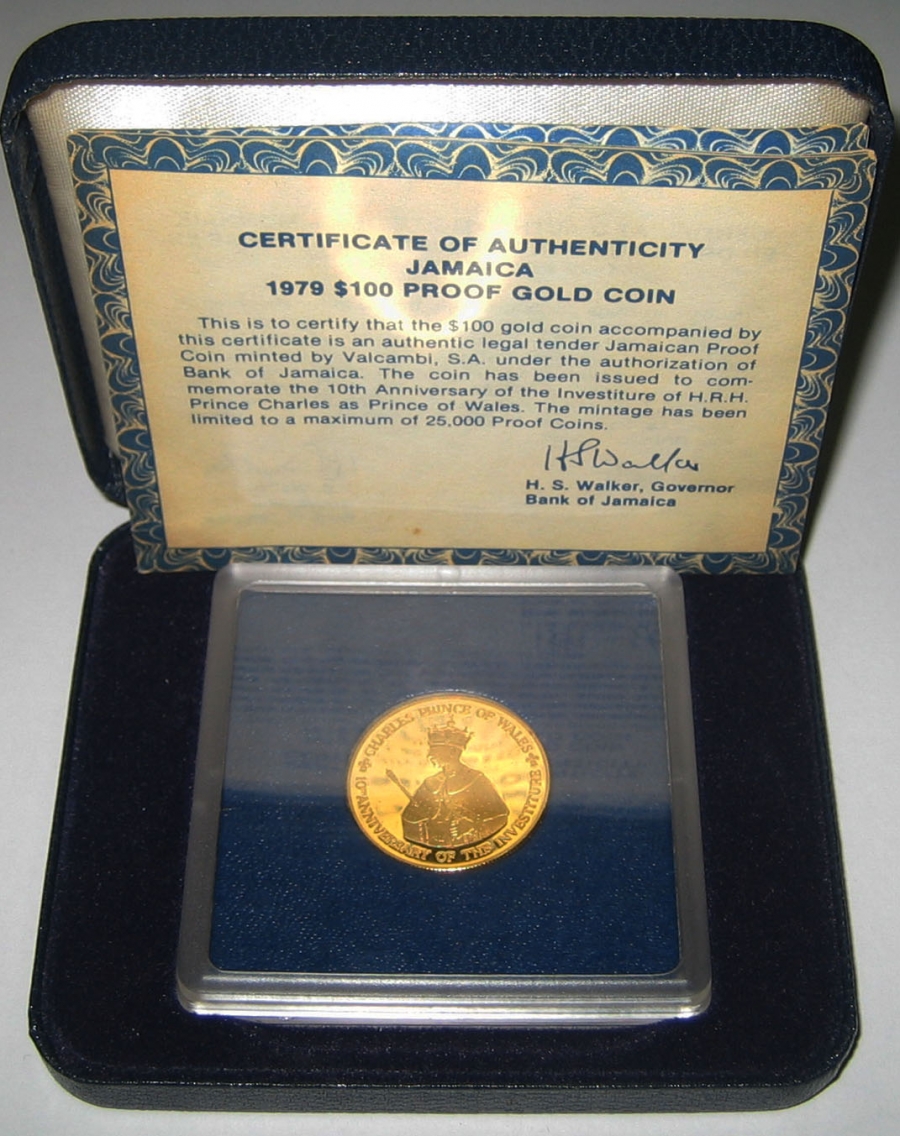 CERTIFICATE OF AUTHENTICITY
JAMAICA
1979 $100 PROOF GOLD COIN
This is to certify that the $100 gold coin accompanied by
this certificate is an authentic legal tender Jamaican Proof
Coin minted by Valcambi, S.A. under the authorization of
Bank of Jamaica. The coin has been issued to com-
memorate the 10th Anniversary of the Investiture of H.R.H.
Prince Charles as Prince of Wales. The mintage has been
limited to a maximum of 25,000 Proof Coins.
HSWalker
H. S. Walker, Governor
Bank of Jamaica
CHARLES PRINCE OF WALES
10TH ANNIVERSARY OF THE INVESTITURE